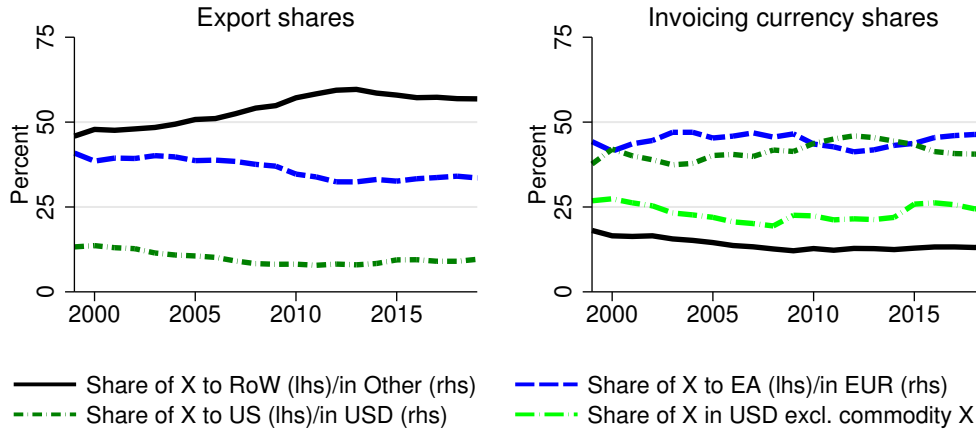 Export shares
Invoicing currency shares
Percent
75
50
25
0
2000 2005 2010 2015
Percent
75
50
25
0
2000 2005 2010 2015
Share of X to RoW (lhs)/in Other (rhs)
Share of X to EA (lhs)/in EUR (rhs)
Share of X to US (lhs)/in USD (rhs)
Share of X in USD excl. commodity X